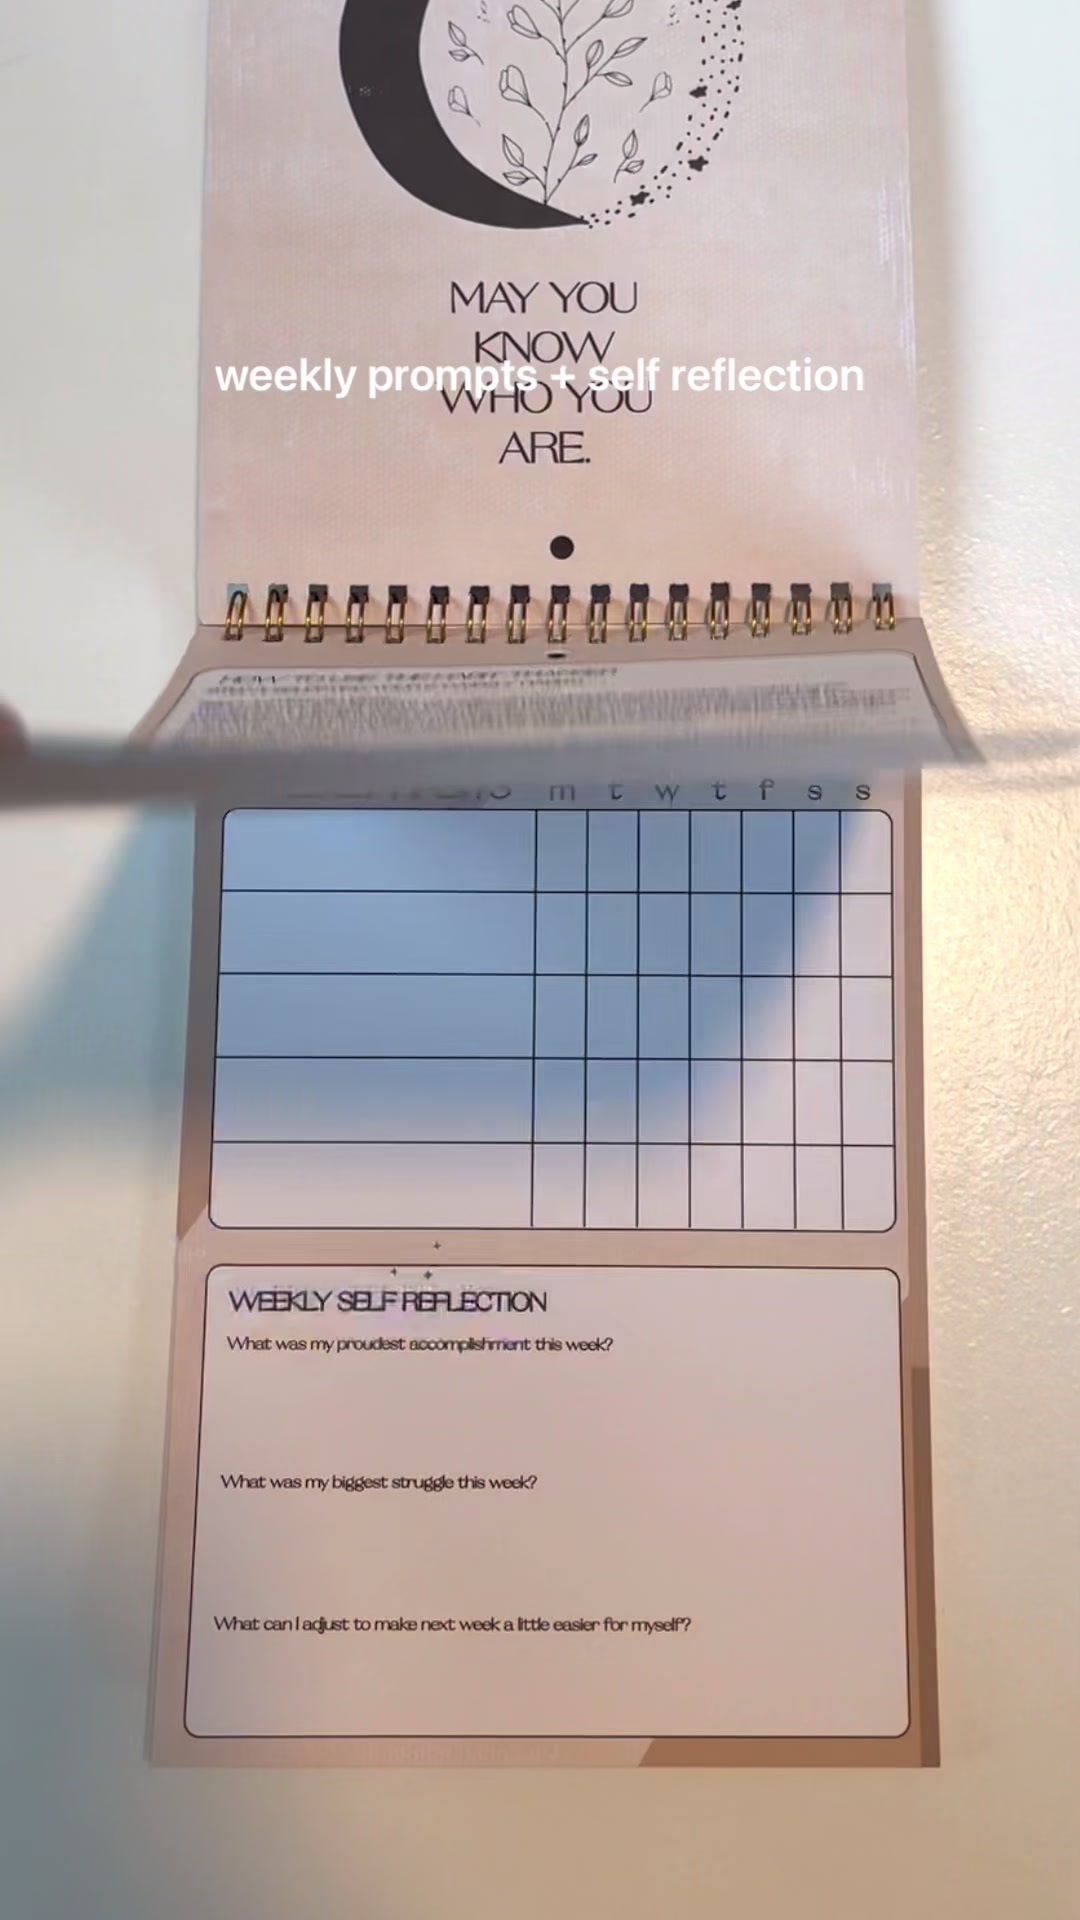 MAY YOU
KNOW
weekly prompts + self reflection
WHO YOU
ARE.
m t w t f s s
WEEKLY SELF REFLECTION
What was my proudest accomplishment this week?
What was my biggest struggle this week?
What can I adjust to make next week a little easier for myself?